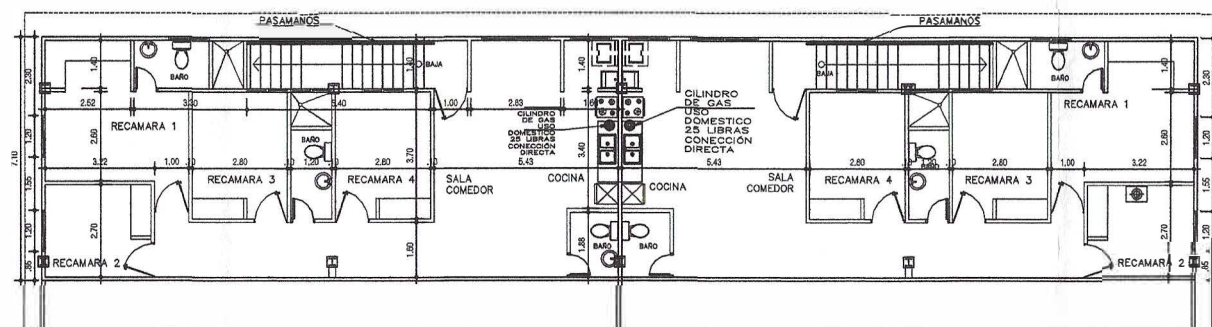 PASAMANOS
PASAMANOS
2.30
1.40
BAÑO
1.40
BAJA
1.40
BAJA
BAÑO
1.40
2.30
2.52
3.30
5.40
1.00
2.83
RECAMARA 1
CILINDRO
DE GAS
USO
DOMESTICO
25 LIBRAS
CONECCIÓN
DIRECTA
CILINDRO
DE GAS
USO
DOMESTICO
25 LIBRAS
CONECCIÓN
DIRECTA
RECAMARA 1
7.10
1.20
2.60
BAÑO
3.70
3.40
2.60
1.20
3.22
1.00
2.80
1.20
2.80
5.43
5.43
2.80
2.80
1.00
3.22
RECAMARA 3
RECAMARA 4
SALA
COMEDOR
COCINA
COCINA
SALA
COMEDOR
RECAMARA 4
RECAMARA 3
1.55
1.55
2.70
1.20
1.60
1.88
BAÑO
BAÑO
2.70
1.20
RECAMARA 2
RECAMARA 2
.85
.85